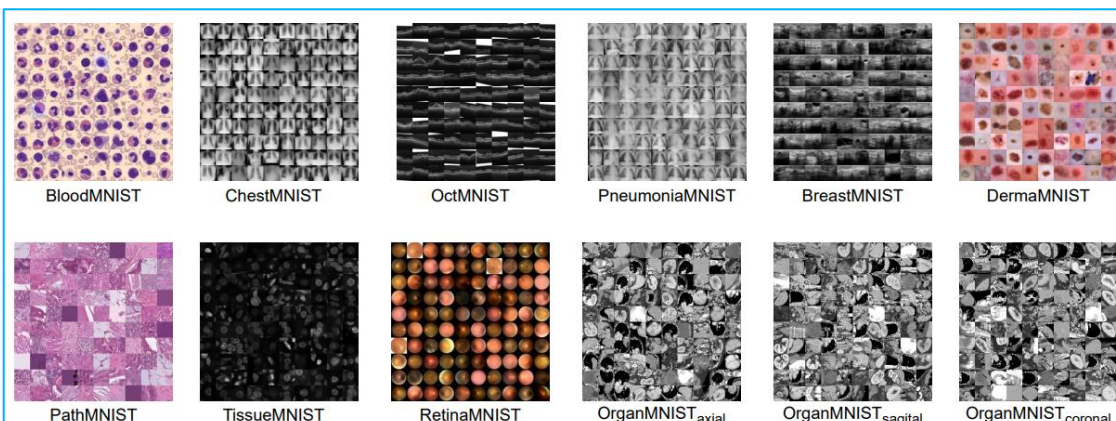 BloodMNIST
ChestMNIST
OctMNIST
PneumoniaMNIST
BreastMNIST
DermaMNIST
PathMNIST
TissueMNIST
RetinaMNIST
OrganMNISTaxial
OrganMNISTsagital
OrganMNISTcoronal